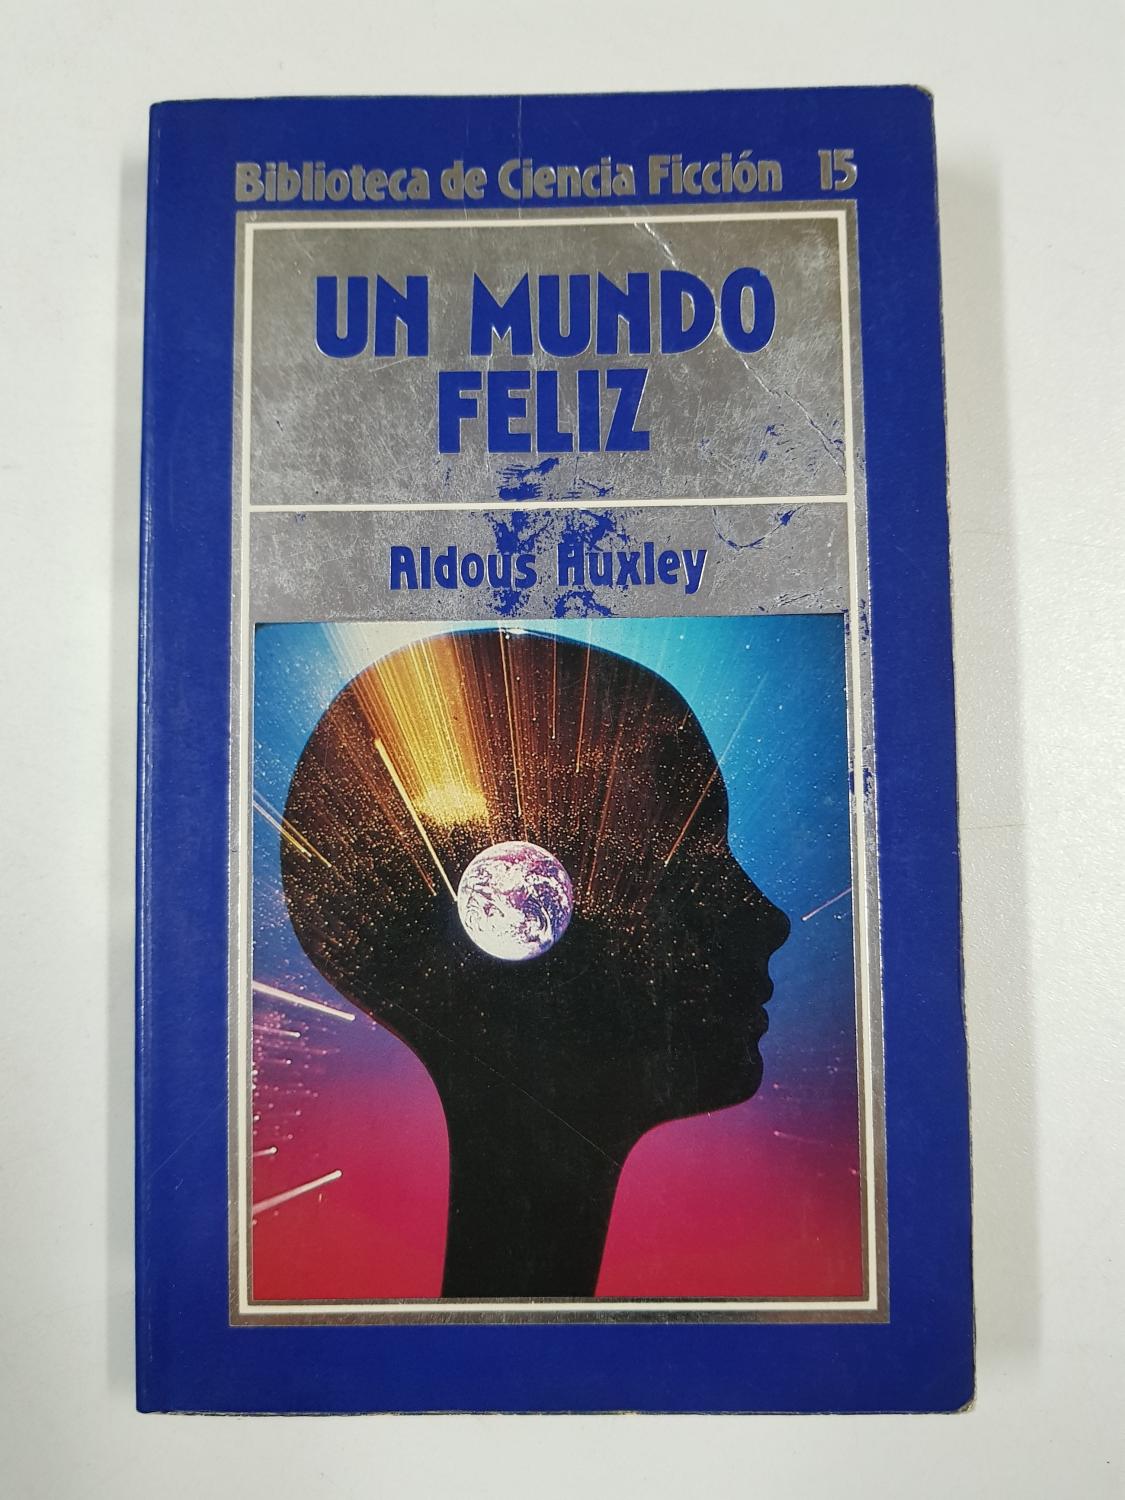 Biblioteca de Ciencia Ficción 15
UN MUNDO
FELIZ
Aldous Huxley